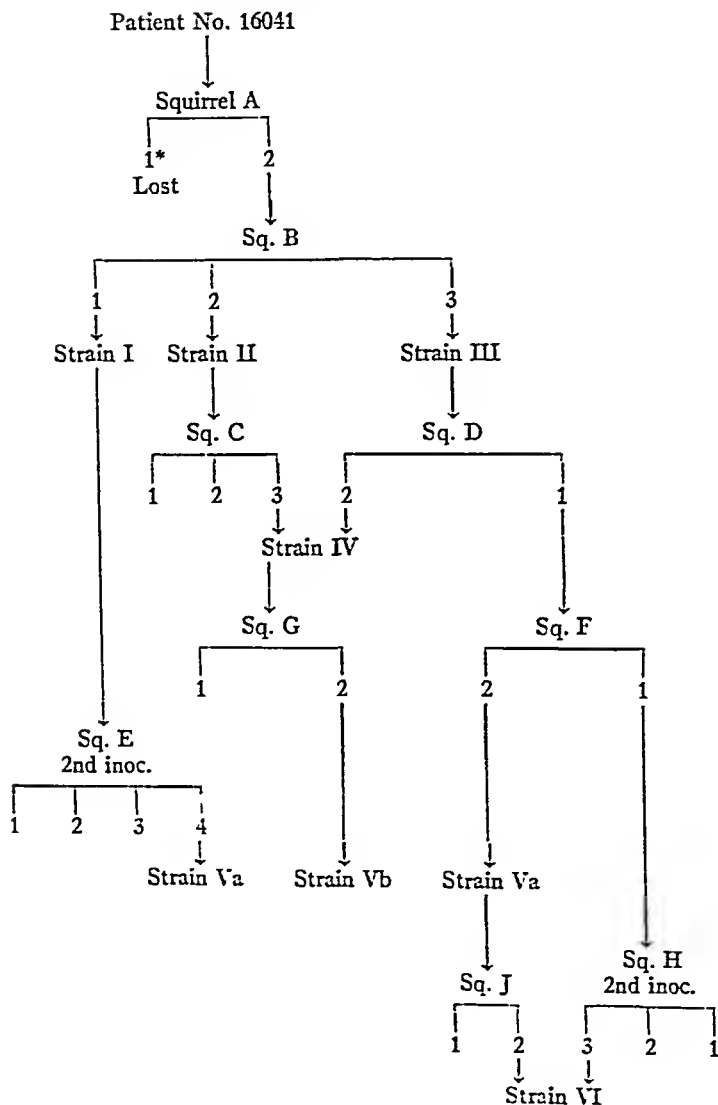 Patient No. 16041
Squirrel A
1* 2
Lost
Sq. B
1 2 3
Strain I Strain II Strain III
Sq. C Sq. D
1 2 3 2 1
Strain IV
Sq. G Sq. F
1 2 2 1
Sq. E
2nd inoc.
1 2 3 4
Strain Va Strain Vb Strain Va
Sq. H
2nd inoc.
Sq. J
1 2 3 2 1
Strain VI